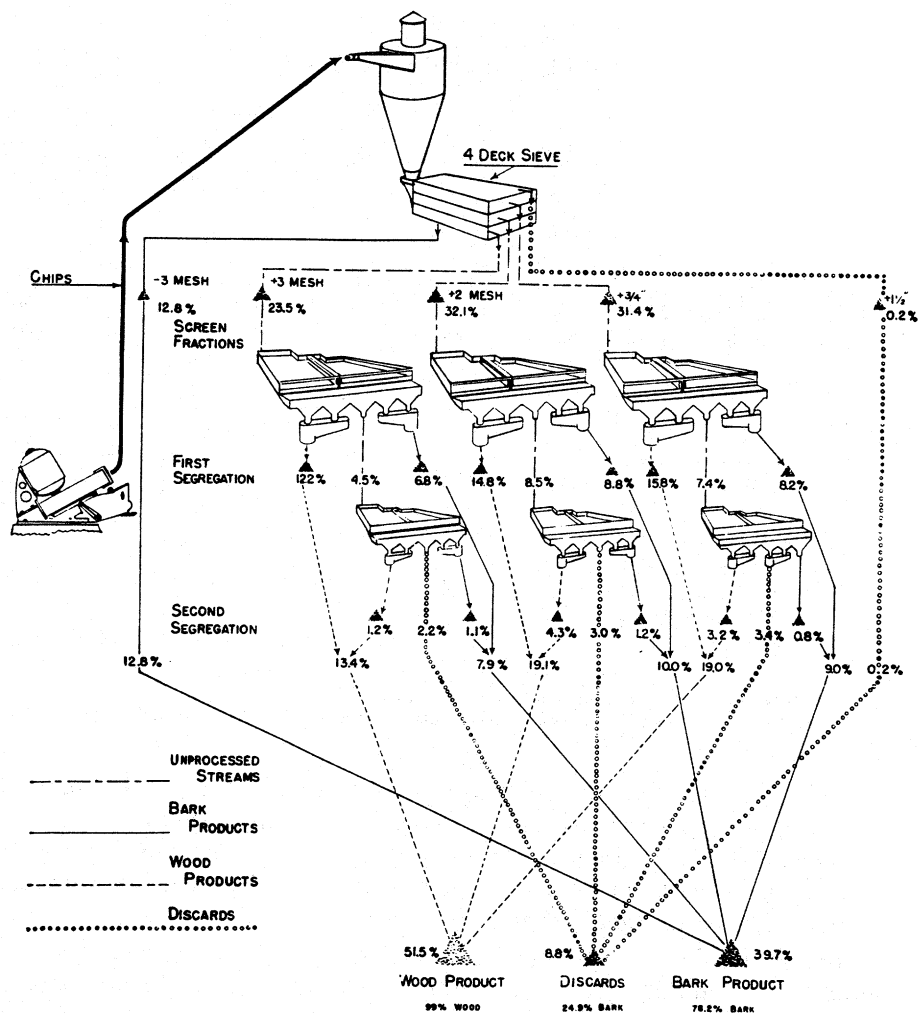 4 DECK SIEVE
CHIPS
-3 MESH
12.8%
+3 MESH
23.5%
+2 MESH
32.1%
+3/4"
31.4%
+1½"
0.2%
SCREEN
FRACTIONS
FIRST
SEGREGATION
122%
4.5%
6.8%
14.8%
8.5%
8.8%
15.8%
7.4%
8.2%
SECOND
SEGREGATION
1.2%
2.2%
1.1%
4.3%
3.0%
1.2%
3.2%
3.4%
0.8%
12.8%
13.4%
7.9%
19.1%
10.0%
19.0%
9.0%
0.2%
UNPROCESSED
STREAMS
BARK
PRODUCTS
WOOD
PRODUCTS
DISCARDS
51.5%
8.8%
39.7%
WOOD PRODUCT
DISCARDS
BARK PRODUCT
99% WOOD
24.9% BARK
76.2% BARK